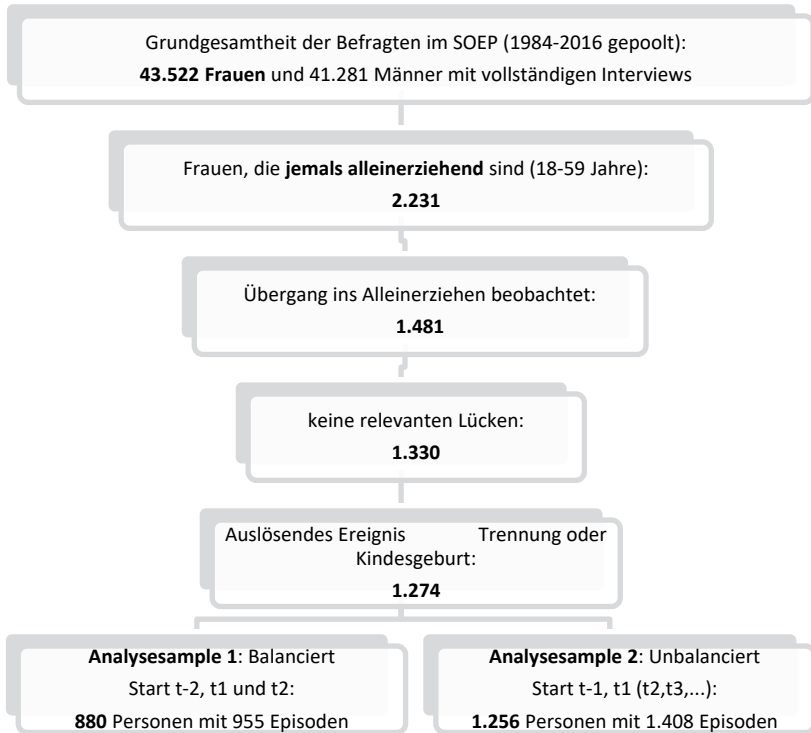 Grundgesamtheit der Befragten im SOEP (1984-2016 gepoolt):
43.522 Frauen und 41.281 Männer mit vollständigen Interviews
Frauen, die jemals alleinerziehend sind (18-59 Jahre):
2.231
Übergang ins Alleinerziehen beobachtet:
1.481
keine relevanten Lücken:
1.330
Auslösendes Ereignis Trennung oder
Kindesgeburt:
1.274
Analysesample 1: Balanciert
Start t-2, t1 und t2:
880 Personen mit 955 Episoden
Analysesample 2: Unbalanciert
Start t-1, t1 (t2,t3,...):
1.256 Personen mit 1.408 Episoden